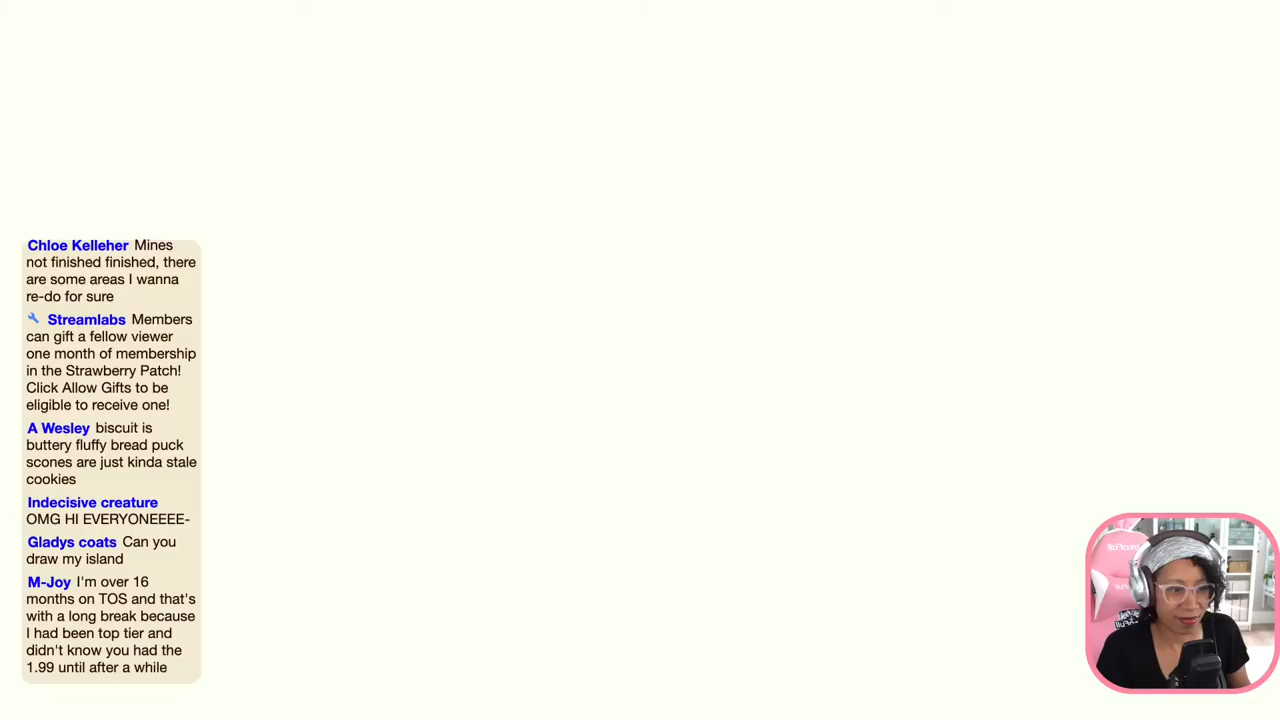 Chloe Kelleher Mines
not finished finished, there
are some areas I wanna
re-do for sure
Streamlabs Members
can gift a fellow viewer
one month of membership
in the Strawberry Patch!
Click Allow Gifts to be
eligible to receive one!
A Wesley biscuit is
buttery fluffy bread puck
scones are just kinda stale
cookies
Indecisive creature
OMG HI EVERYONEEEE-
Gladys coats Can you
draw my island
M-Joy I'm over 16
months on TOS and that's
with a long break because
I had been top tier and
didn't know you had the
1.99 until after a while